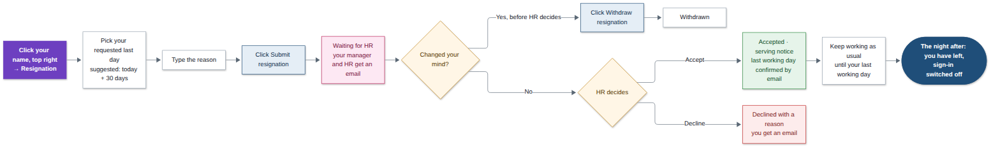 Click your
name, top right
→ Resignation
Pick your
requested last
day
suggested: today
+ 30 days
Type the reason
Click Submit
resignation
Waiting for HR
your manager
and HR get an
email
Changed your
mind?
Yes, before HR decides
Click Withdraw
resignation
Withdrawn
No
HR decides
Accept
Accepted ·
serving notice
last working day
confirmed by
email
Keep working as
usual
until your last
working day
The night after:
you have left,
sign-in
switched off
Decline
Declined with a
reason
you get an email